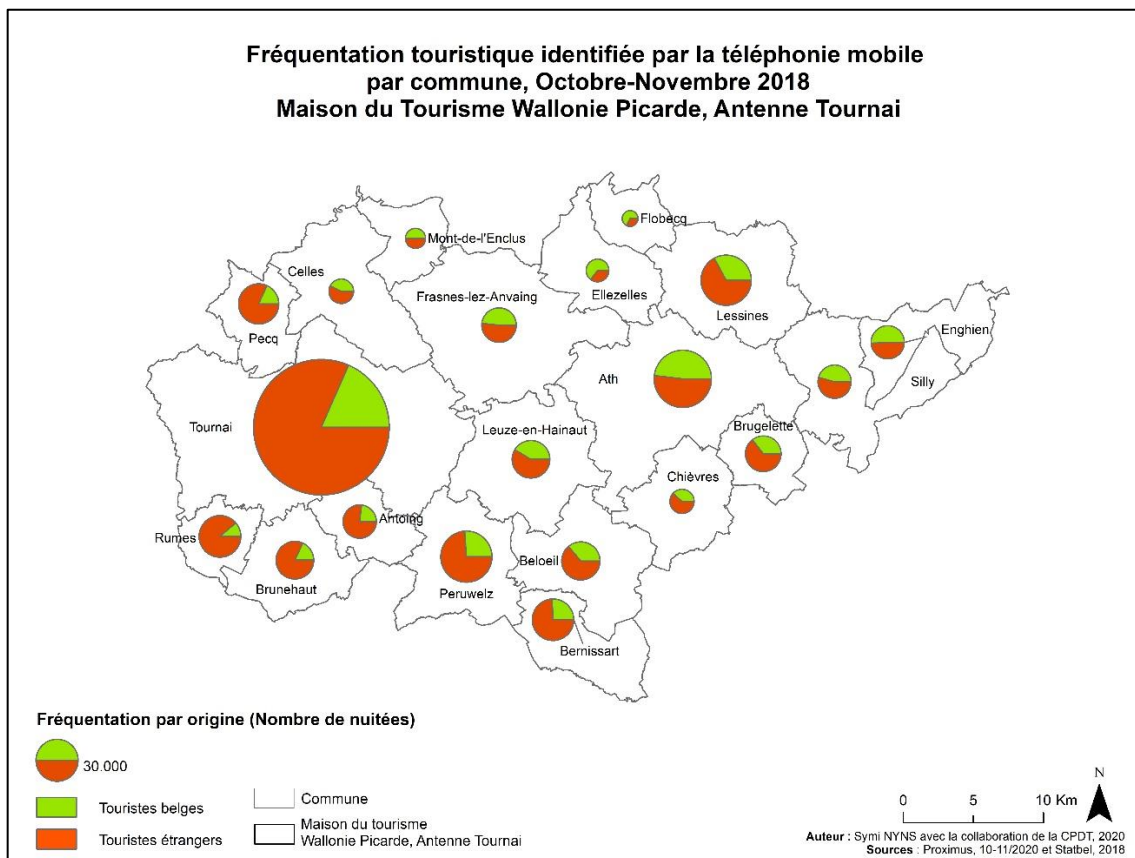 Fréquentation touristique identifiée par la téléphonie mobile
par commune, Octobre-Novembre 2018
Maison du Tourisme Wallonie Picarde, Antenne Tournai
Flobecq
Mont-de-l'Enclus
Celles
Ellezelles
Frasnes-lez-Anvaing
Lessines
Pecq
Enghien
Silly
Ath
Tournai
Leuze-en-Hainaut
Brugelette
Chièvres
Antoing
Rumes
Brunehaut
Beloeil
Peruwelz
Bernissart
Fréquentation par origine (Nombre de nuitées)
30.000
Touristes belges
Touristes étrangers
Commune
Maison du tourisme
Wallonie Picarde, Antenne Tournai
N
0 5 10 Km
Auteur : Symi NYNS avec la collaboration de la CPDT, 2020
Sources : Proximus, 10-11/2020 et Statbel, 2018